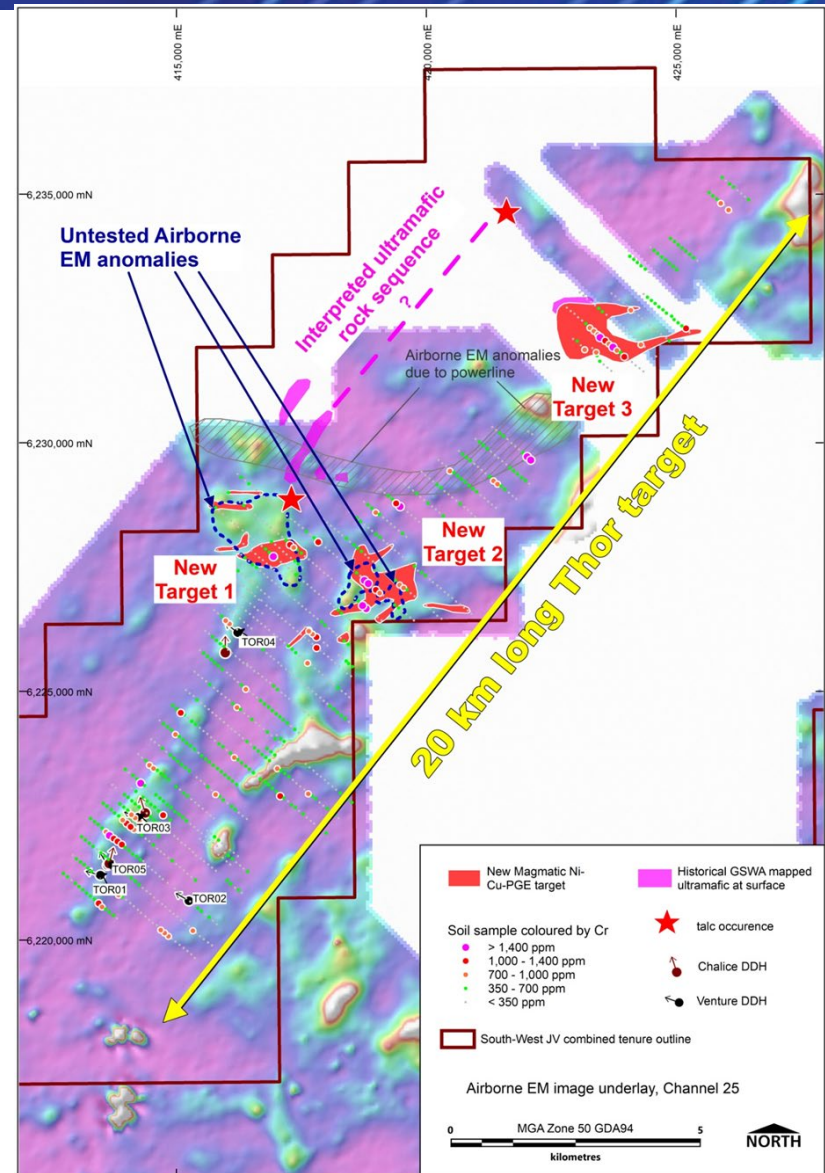 415,000 mE
420,000 mE
425,000 mE
6,235,000 mN
Untested Airborne
EM anomalies
Interpreted ultramafic
rock sequence
?
Airborne EM anomalies
due to powerline
New
Target 3
6,230,000 mN
New
Target 2
New
Target 1
20 km long Thor target
TOR04
6,225,000 mN
TOR03
TOR05
TOR01
TOR02
6,220,000 mN
New Magmatic Ni-
Cu-PGE target
Historical GSWA mapped
ultramafic at surface
Soil sample coloured by Cr
> 1,400 ppm
1,000 - 1,400 ppm
700 - 1,000 ppm
350 - 700 ppm
< 350 ppm
talc occurence
Chalice DDH
Venture DDH
South-West JV combined tenure outline
Airborne EM image underlay, Channel 25
MGA Zone 50 GDA94
0 5
kilometres
NORTH